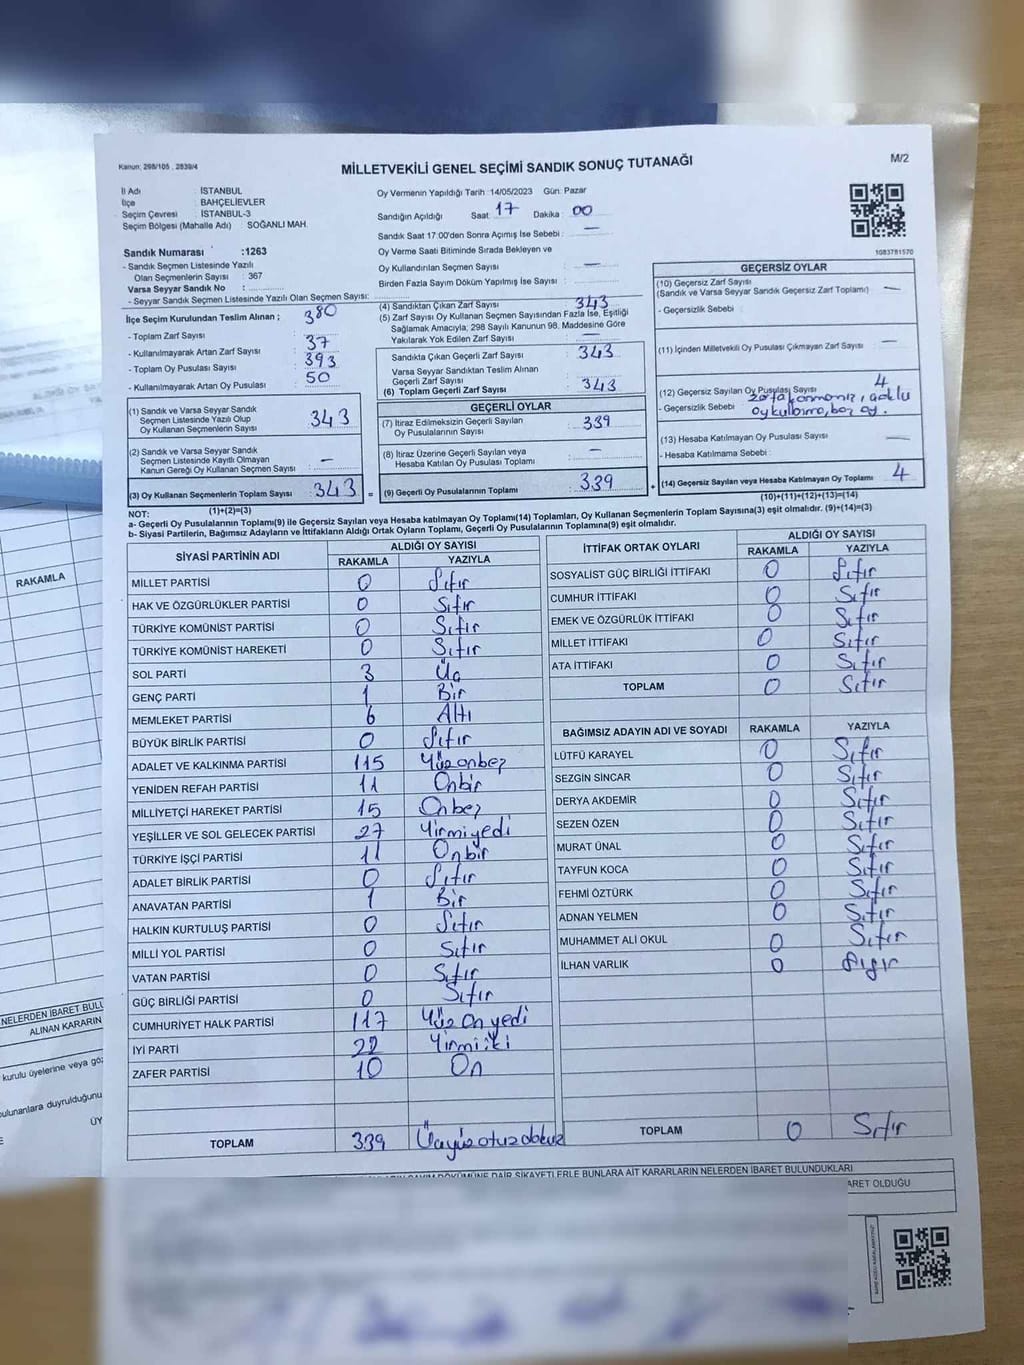 Kanun: 298/105 , 2839/4
MİLLETVEKİLİ GENEL SEÇİMİ SANDIK SONUÇ TUTANAĞI
M/2
İl Adı : İSTANBUL
İlçe : BAHÇELİEVLER
Seçim Çevresi : İSTANBUL-3
Seçim Bölgesi (Mahalle Adı) : SOĞANLI MAH.
Oy Vermenin Yapıldığı Tarih :14/05/2023 Gün: Pazar
Sandığın Açıldığı Saat 17 Dakika 00
Sandık Saat 17:00'den Sonra Açımış İse Sebebi : —
Oy Verme Saati Bitiminde Sırada Bekleyen ve
Oy Kullandırılan Seçmen Sayısı : —
Birden Fazla Sayım Döküm Yapılmış İse Sayısı :
1083781570
Sandık Numarası :1263
- Sandık Seçmen Listesinde Yazılı
Olan Seçmenlerin Sayısı : 367
Varsa Seyyar Sandık No :
- Seyyar Sandık Seçmen Listesinde Yazılı Olan Seçmen Sayısı:
İlçe Seçim Kurulundan Teslim Alınan ;
- Toplam Zarf Sayısı : 380
- Kullanılmayarak Artan Zarf Sayısı : 37
- Toplam Oy Pusulası Sayısı : 393
- Kullanılmayarak Artan Oy Pusulası : 50
(1) Sandık ve Varsa Seyyar Sandık
Seçmen Listesinde Yazılı Olup
Oy Kullanan Seçmenlerin Sayısı : 343
(2) Sandık ve Varsa Seyyar Sandık
Seçmen Listesinde Kayıtlı Olmayan
Kanun Gereği Oy Kullanan Seçmen Sayısı : —
(3) Oy Kullanan Seçmenlerin Toplam Sayısı : 343
(1)+(2)=(3)
(4) Sandıktan Çıkan Zarf Sayısı : 343
(5) Zarf Sayısı Oy Kullanan Seçmen Sayısından Fazla İse, Eşitliği
Sağlamak Amacıyla; 298 Sayılı Kanunun 98. Maddesine Göre
Yakılarak Yok Edilen Zarf Sayısı : —
Sandıkta Çıkan Geçerli Zarf Sayısı : 343
Varsa Seyyar Sandıktan Teslim Alınan
Geçerli Zarf Sayısı
(6) Toplam Geçerli Zarf Sayısı : 343
GEÇERLİ OYLAR
(7) İtiraz Edilmeksizin Geçerli Sayılan
Oy Pusulalarının Sayısı : 339
(8) İtiraz Üzerine Geçerli Sayılan veya
Hesaba Katılan Oy Pusulası Toplamı : —
= (9) Geçerli Oy Pusulalarının Toplamı : 339
GEÇERSİZ OYLAR
(10) Geçersiz Zarf Sayısı
(Sandık ve Varsa Seyyar Sandık Geçersiz Zarf Toplamı) : —
- Geçersizlik Sebebi :
(11) İçinden Milletvekili Oy Pusulası Çıkmayan Zarf Sayısı : —
(12) Geçersiz Sayılan Oy Pusulası Sayısı : 4
- Geçersizlik Sebebi
boş oy.
(13) Hesaba Katılmayan Oy Pusulası Sayısı : —
- Hesaba Katılmama Sebebi :
+ (14) Geçersiz Sayılan veya Hesaba Katılmayan Oy Toplamı : 4
(10)+(11)+(12)+(13)=(14)
NOT:
a- Geçerli Oy Pusulalarının Toplamı(9) ile Geçersiz Sayılan veya Hesaba katılmayan Oy Toplamı(14) Toplamları, Oy Kullanan Seçmenlerin Toplam Sayısına(3) eşit olmalıdır. (9)+(14)=(3)
b- Siyasi Partilerin, Bağımsız Adayların ve İttifakların Aldığı Ortak Oyların Toplamı, Geçerli Oy Pusulalarının Toplamına(9) eşit olmalıdır.
SİYASİ PARTİNİN ADI ALDIĞI OY SAYISI
RAKAMLA YAZIYLA
MİLLET PARTİSİ 0 Sıfır
HAK VE ÖZGÜRLÜKLER PARTİSİ 0 Sıfır
TÜRKİYE KOMÜNİST PARTİSİ 0 Sıfır
TÜRKİYE KOMÜNİST HAREKETİ 0 Sıfır
SOL PARTİ 3 Üç
GENÇ PARTİ 1 Bir
MEMLEKET PARTİSİ 6 Altı
BÜYÜK BİRLİK PARTİSİ 0 Sıfır
ADALET VE KALKINMA PARTİSİ 115 Yüzonbeş
YENİDEN REFAH PARTİSİ 11 Onbir
MİLLİYETÇİ HAREKET PARTİSİ 15 Onbeş
YEŞİLLER VE SOL GELECEK PARTİSİ 27 Yirmiyedi
TÜRKİYE İŞÇİ PARTİSİ 11 Onbir
ADALET BİRLİK PARTİSİ 0 Sıfır
ANAVATAN PARTİSİ 1 Bir
HALKIN KURTULUŞ PARTİSİ 0 Sıfır
MİLLİ YOL PARTİSİ 0 Sıfır
VATAN PARTİSİ 0 Sıfır
GÜÇ BİRLİĞİ PARTİSİ 0 Sıfır
CUMHURİYET HALK PARTİSİ 117 Yüz On yedi
İYİ PARTİ 22 Yirmiiki
ZAFER PARTİSİ 10 On
TOPLAM 339 Üçyüzotuzdokuz
İTTİFAK ORTAK OYLARI ALDIĞI OY SAYISI
RAKAMLA YAZIYLA
SOSYALİST GÜÇ BİRLİĞİ İTTİFAKI 0 Sıfır
CUMHUR İTTİFAKI 0 Sıfır
EMEK VE ÖZGÜRLÜK İTTİFAKI 0 Sıfır
MİLLET İTTİFAKI 0 Sıfır
ATA İTTİFAKI 0 Sıfır
TOPLAM 0 Sıfır
BAĞIMSIZ ADAYIN ADI VE SOYADI RAKAMLA YAZIYLA
LÜTFÜ KARAYEL 0 Sıfır
SEZGİN SİNCAR 0 Sıfır
DERYA AKDEMİR 0 Sıfır
SEZEN ÖZEN 0 Sıfır
MURAT ÜNAL 0 Sıfır
TAYFUN KOCA 0 Sıfır
FEHMİ ÖZTÜRK 0 Sıfır
ADNAN YELMEN 0 Sıfır
MUHAMMET ALİ OKUL 0 Sıfır
İLHAN VARLIK 0 Sıfır
TOPLAM 0 Sıfır
DÖKÜMÜNE DAİR ŞİKAYETLERLE BUNLARA AİT KARARLARIN NELERDEN İBARET BULUNDUKLARI
ARET OLDUĞU
RAKAMLA
NELERDEN İBARET BULU
ALINAN KARARIN
kurulu üyelerine veya
ulunanlara duyrulduğunu
ÜY